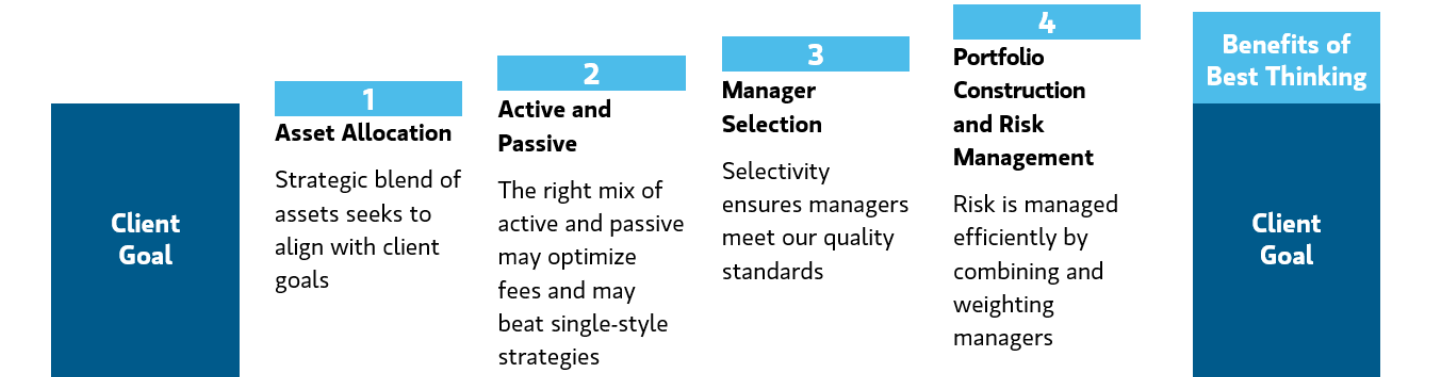 Client
Goal
1
Asset Allocation
Strategic blend of
assets seeks to
align with client
goals
2
Active and
Passive
The right mix of
active and passive
may optimize
fees and may
beat single-style
strategies
3
Manager
Selection
Selectivity
ensures managers
meet our quality
standards
4
Portfolio
Construction
and Risk
Management
Risk is managed
efficiently by
combining and
weighting
managers
Benefits of
Best Thinking
Client
Goal